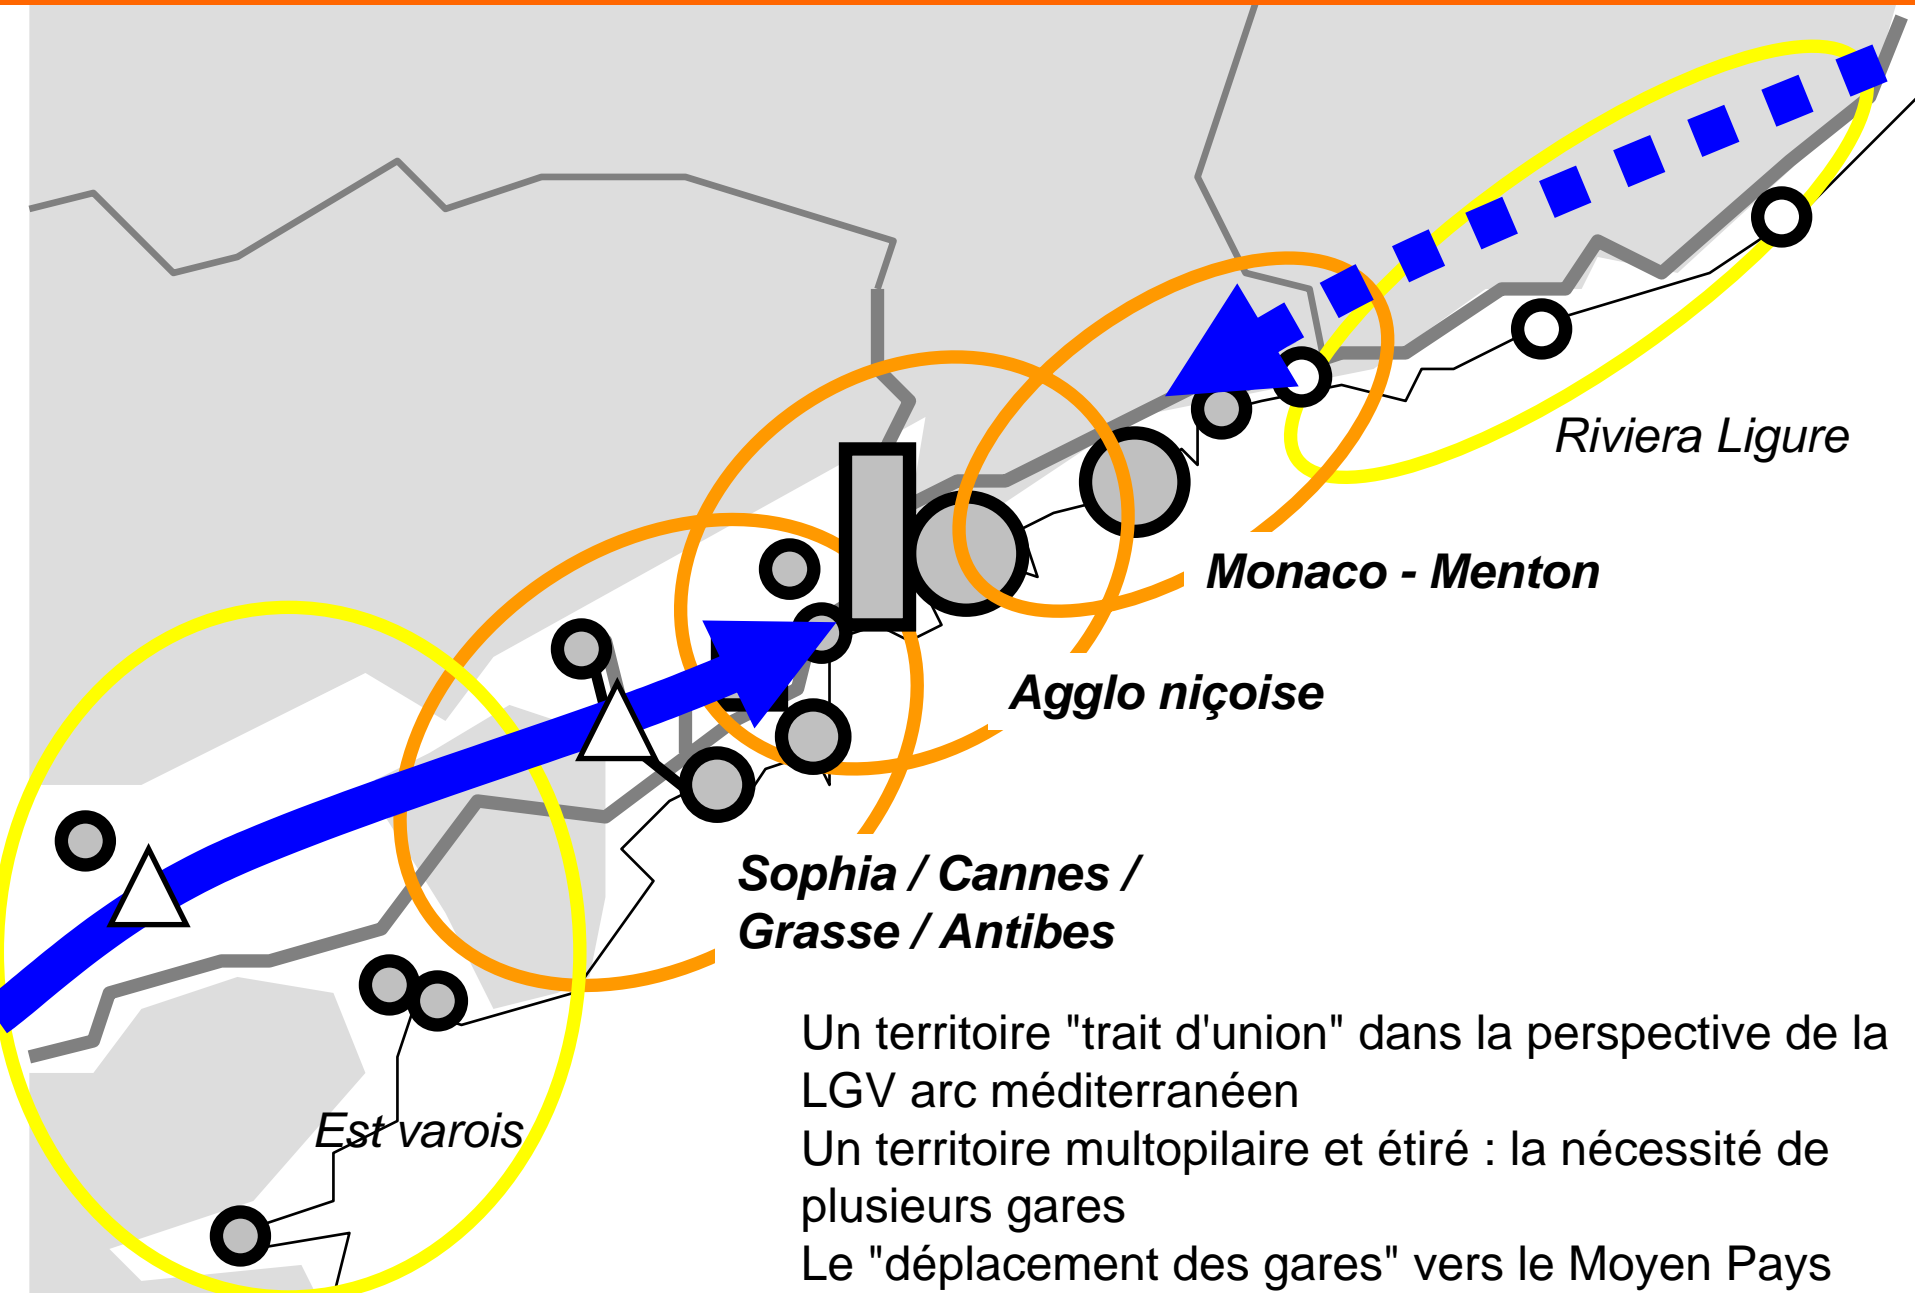 Riviera Ligure
Monaco - Menton
Agglo niçoise
Sophia / Cannes /
Grasse / Antibes
Est varois
Un territoire "trait d'union" dans la perspective de la
LGV arc méditerranéen
Un territoire multopilaire et étiré : la nécessité de
plusieurs gares
Le "déplacement des gares" vers le Moyen Pays